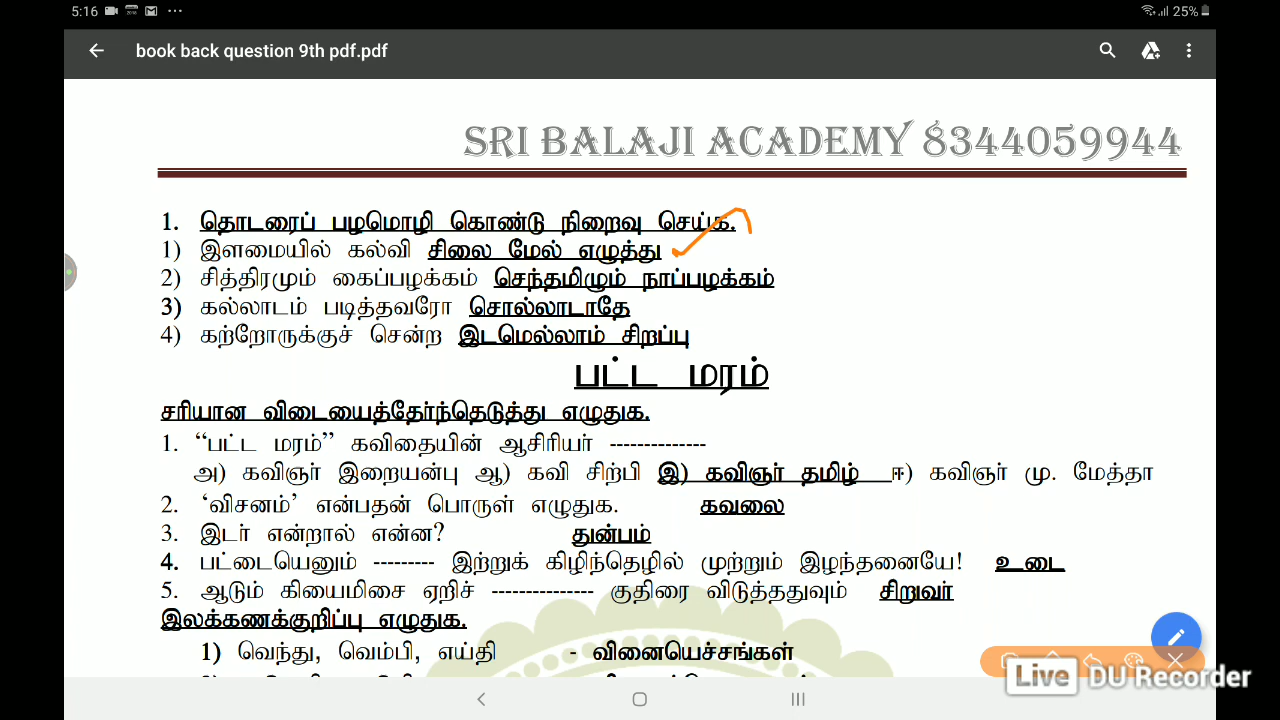 5:16
25%
book back question 9th pdf.pdf
SRI BALAJI ACADEMY 8344059944
1. தொடரைப் பழமொழி கொண்டு நிறைவு செய்க.
1) இளமையில் கல்வி சிலை மேல் எழுத்து
2) சித்திரமும் கைப்பழக்கம் செந்தமிழும் நாப்பழக்கம்
3) கல்லாடம் படித்தவரோ சொல்லாடாதே
4) கற்றோருக்குச் சென்ற இடமெல்லாம் சிறப்பு
பட்ட மரம்
சரியான விடையைத்தேர்ந்தெடுத்து எழுதுக.
1. “பட்ட மரம்” கவிதையின் ஆசிரியர் --------------
அ) கவிஞர் இறையன்பு ஆ) கவி சிற்பி இ) கவிஞர் தமிழ் ஈ) கவிஞர் மு. மேத்தா
2. ‘விசனம்’ என்பதன் பொருள் எழுதுக. கவலை
3. இடர் என்றால் என்ன? துன்பம்
4. பட்டையெனும் --------- இற்றுக் கிழிந்தெழில் முற்றும் இழந்தனையே! உடை
5. ஆடும் கியைமிசை ஏறிச் --------------- குதிரை விடுத்ததுவும் சிறுவர்
இலக்கணக்குறிப்பு எழுதுக.
1) வெந்து, வெம்பி, எய்தி - வினையெச்சங்கள்
Live DU Recorder